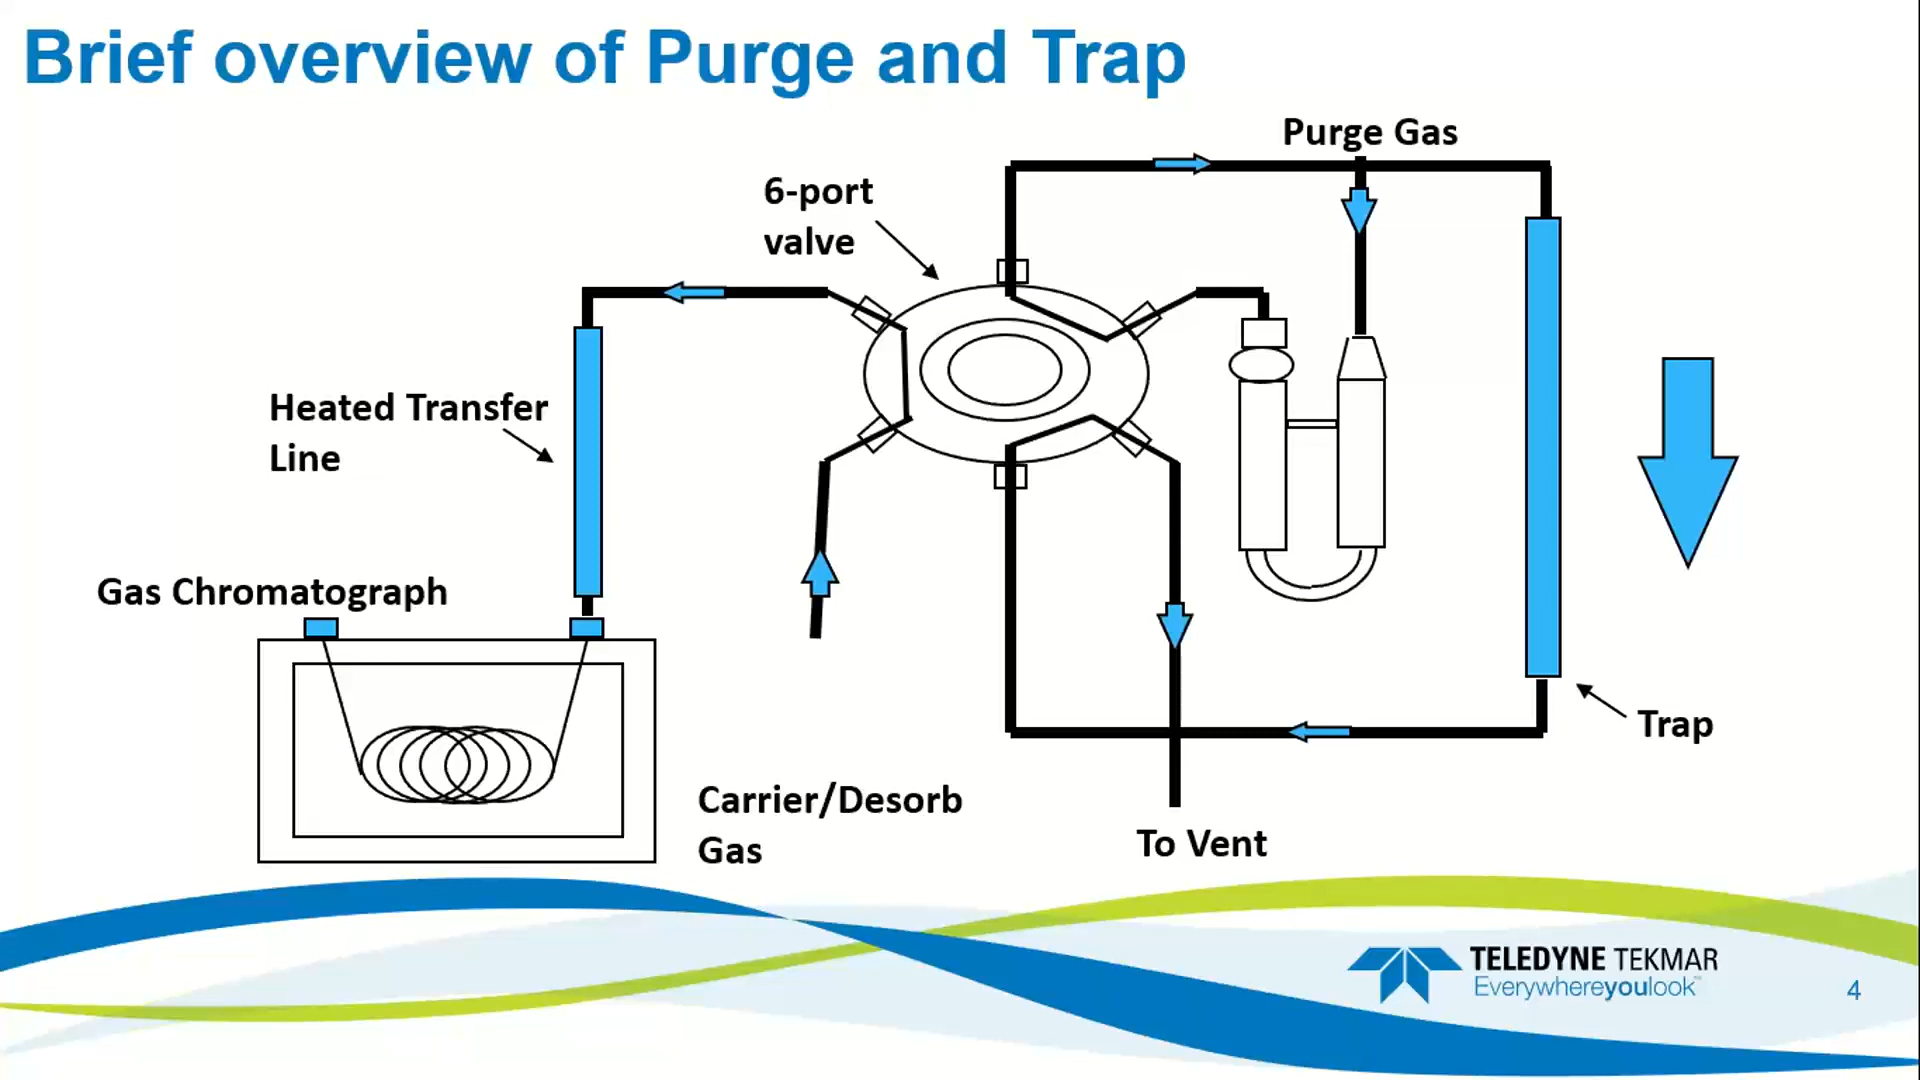 Brief overview of Purge and Trap
Purge Gas
6-port
valve
Heated Transfer
Line
Gas Chromatograph
Trap
Carrier/Desorb
Gas
To Vent
TELEDYNE TEKMAR
Everywhereyoulook™
4